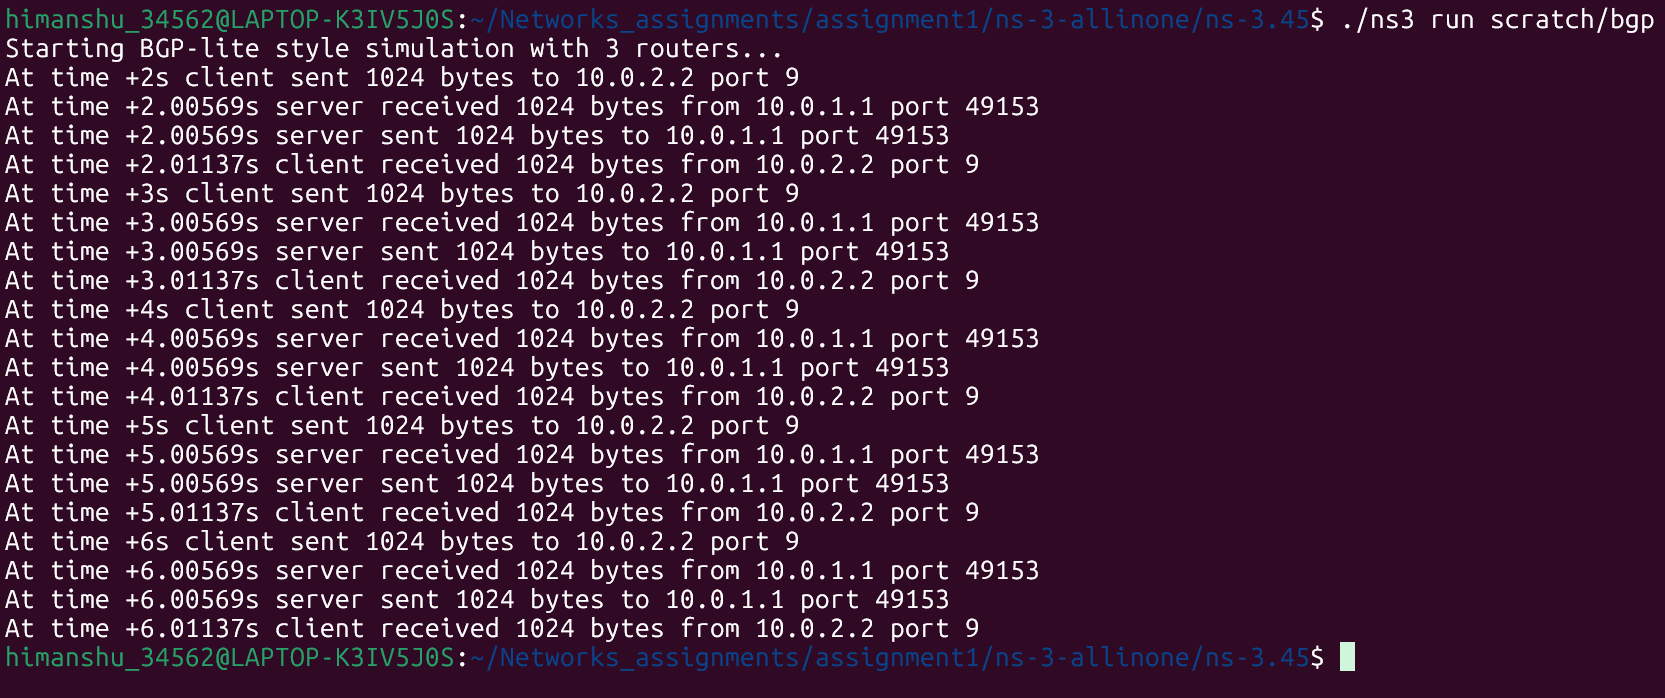 himanshu_34562@LAPTOP-K3IV5J0S:~/Networks_assignments/assignment1/ns-3-allinone/ns-3.45$ ./ns3 run scratch/bgp
Starting BGP-lite style simulation with 3 routers...
At time +2s client sent 1024 bytes to 10.0.2.2 port 9
At time +2.00569s server received 1024 bytes from 10.0.1.1 port 49153
At time +2.00569s server sent 1024 bytes to 10.0.1.1 port 49153
At time +2.01137s client received 1024 bytes from 10.0.2.2 port 9
At time +3s client sent 1024 bytes to 10.0.2.2 port 9
At time +3.00569s server received 1024 bytes from 10.0.1.1 port 49153
At time +3.00569s server sent 1024 bytes to 10.0.1.1 port 49153
At time +3.01137s client received 1024 bytes from 10.0.2.2 port 9
At time +4s client sent 1024 bytes to 10.0.2.2 port 9
At time +4.00569s server received 1024 bytes from 10.0.1.1 port 49153
At time +4.00569s server sent 1024 bytes to 10.0.1.1 port 49153
At time +4.01137s client received 1024 bytes from 10.0.2.2 port 9
At time +5s client sent 1024 bytes to 10.0.2.2 port 9
At time +5.00569s server received 1024 bytes from 10.0.1.1 port 49153
At time +5.00569s server sent 1024 bytes to 10.0.1.1 port 49153
At time +5.01137s client received 1024 bytes from 10.0.2.2 port 9
At time +6s client sent 1024 bytes to 10.0.2.2 port 9
At time +6.00569s server received 1024 bytes from 10.0.1.1 port 49153
At time +6.00569s server sent 1024 bytes to 10.0.1.1 port 49153
At time +6.01137s client received 1024 bytes from 10.0.2.2 port 9
himanshu_34562@LAPTOP-K3IV5J0S:~/Networks_assignments/assignment1/ns-3-allinone/ns-3.45$